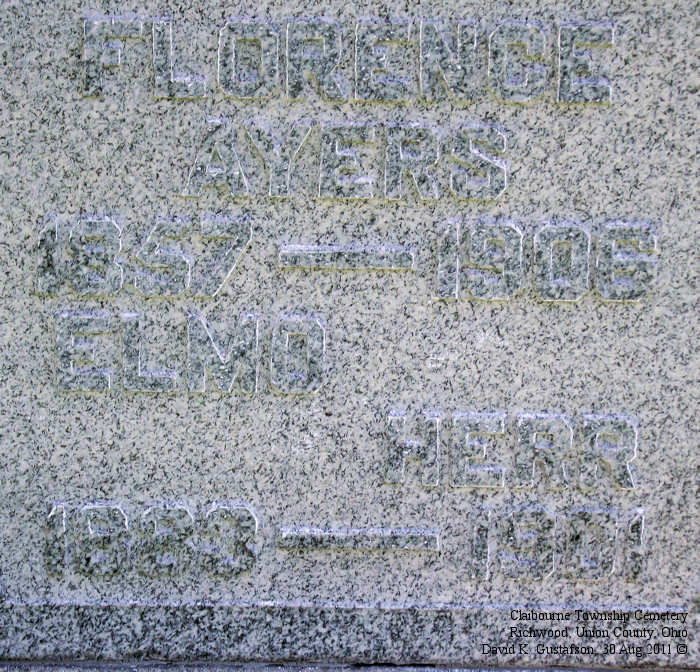 FLORENCE
AYERS
1857 — 1906
ELMO
HERR
1883 — 1901
Claibourne Township Cemetery
Richwood, Union County, Ohio
David K. Gustafson, 30 Aug 2011 ©